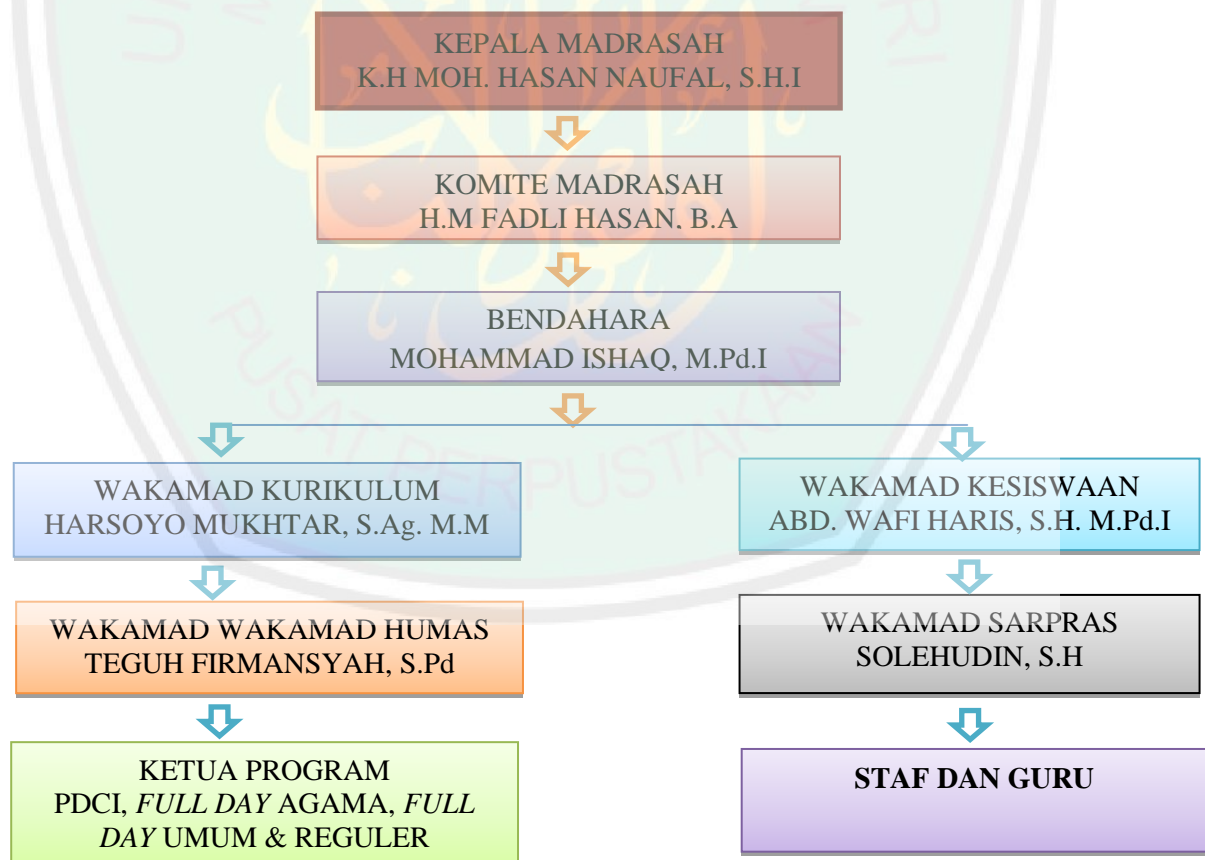 KEPALA MADRASAH
K.H MOH. HASAN NAUFAL, S.H.I
KOMITE MADRASAH
H.M FADLI HASAN, B.A
BENDAHARA
MOHAMMAD ISHAQ, M.Pd.I
WAKAMAD KURIKULUM
HARSOYO MUKHTAR, S.Ag. M.M
WAKAMAD KESISWAAN
ABD. WAFI HARIS, S.H. M.Pd.I
WAKAMAD WAKAMAD HUMAS
TEGUH FIRMANSYAH, S.Pd
WAKAMAD SARPRAS
SOLEHUDIN, S.H
KETUA PROGRAM
PDCI, FULL DAY AGAMA, FULL
DAY UMUM & REGULER
STAF DAN GURU
PUSAT PERPUSTAKAAN